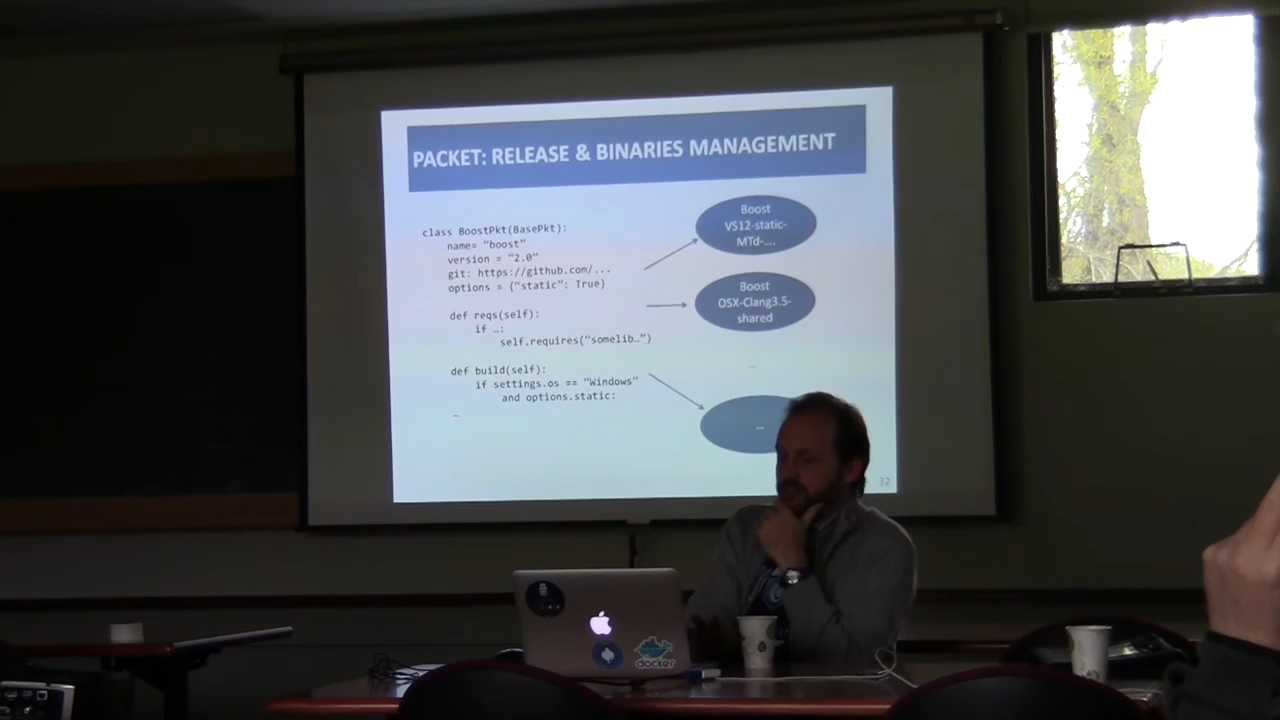 PACKET: RELEASE & BINARIES MANAGEMENT
class BoostPkt(BasePkt):
name= "boost"
version = "2.0"
git: https://github.com/...
options = {"static": True)
def reqs(self):
if …:
self.requires("somelib…")
def build(self):
if settings.os == "Windows"
and options.static:
…
Boost
VS12-static-
MTd-….
Boost
OSX-Clang3.5-
shared
...
...
12
docker